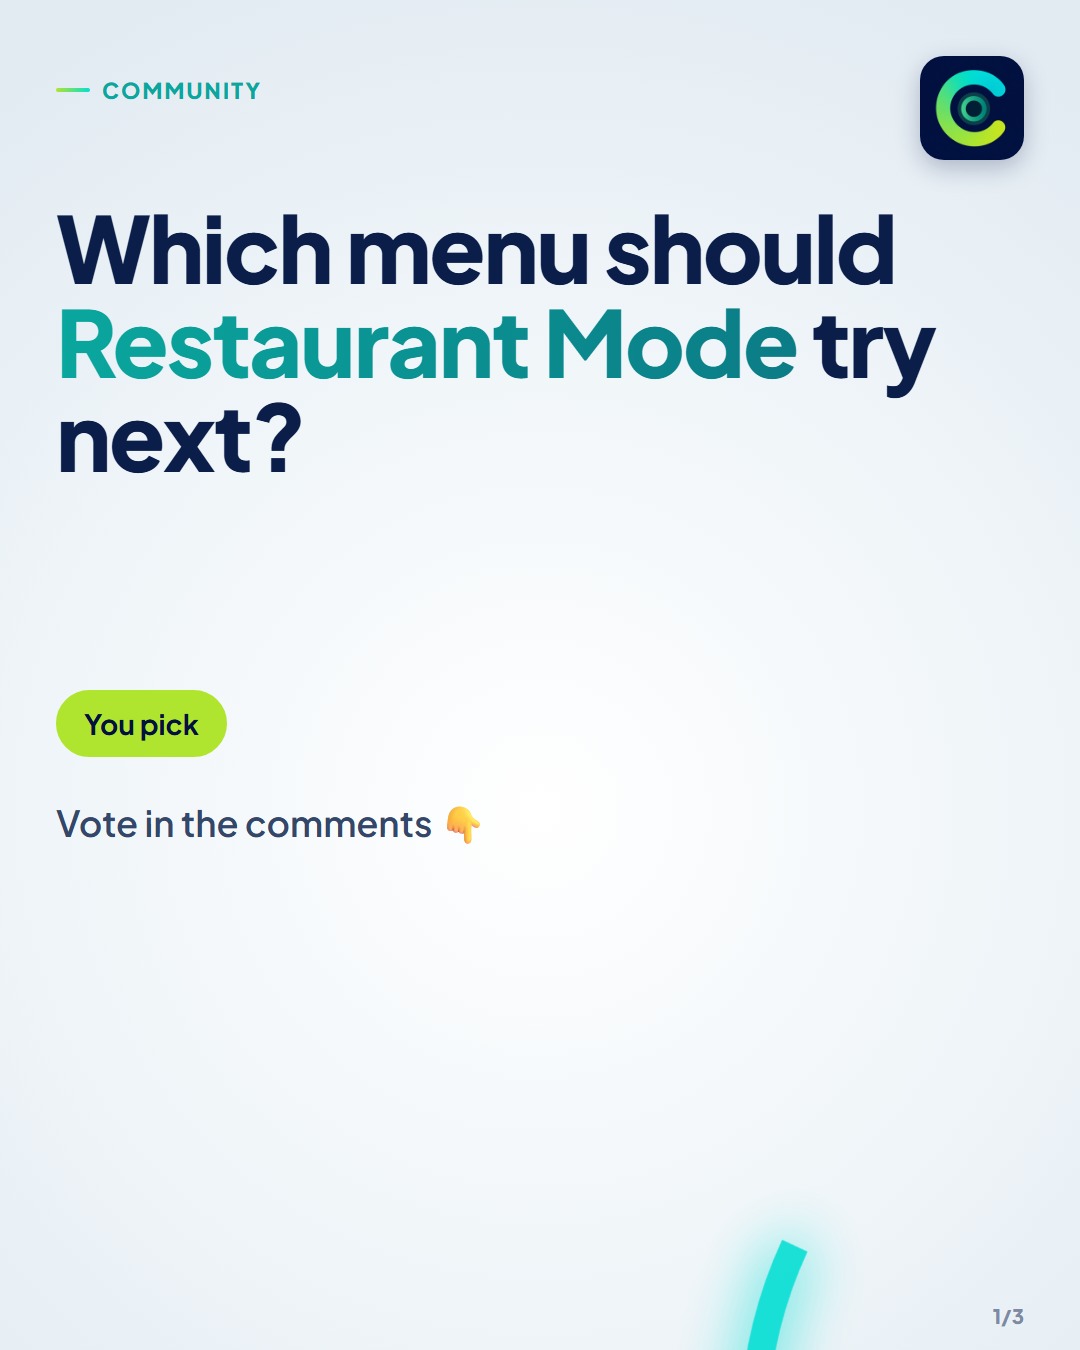 COMMUNITY
Which menu should
Restaurant Mode try
next?
You pick
Vote in the comments 👇
1/3